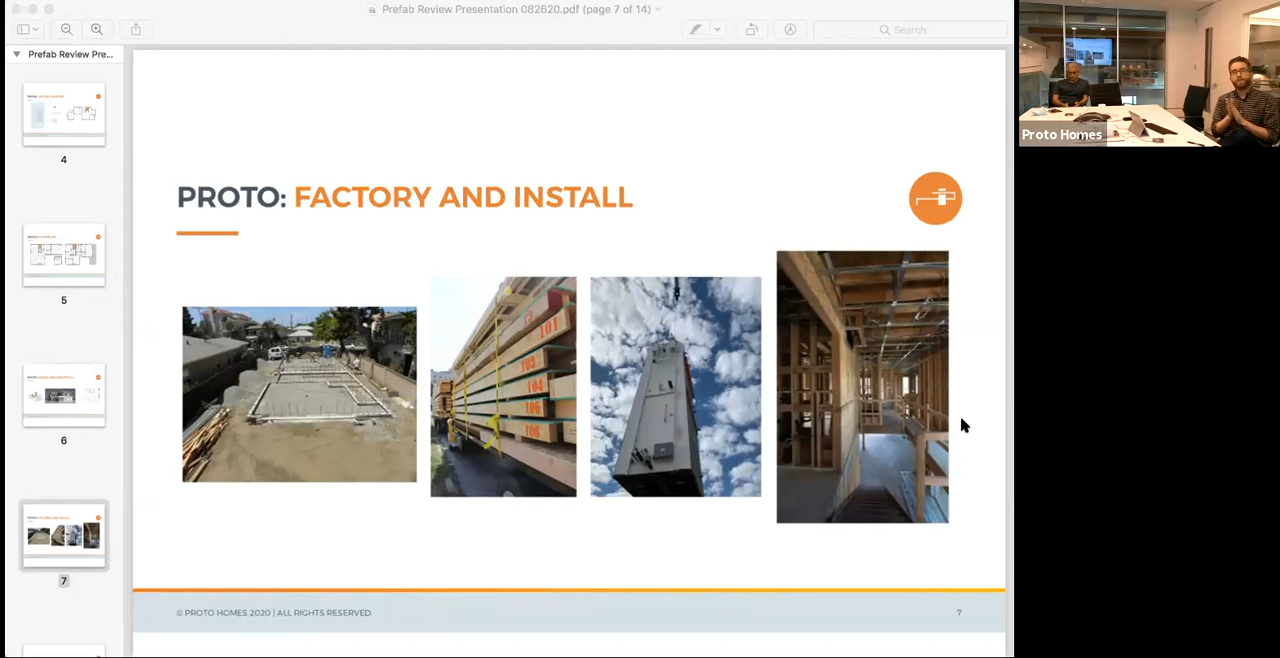 Prefab Review Presentation 082620.pdf (page 7 of 14)
Search
Prefab Review Pre...
4
5
6
7
PROTO: FACTORY AND INSTALL
101
103
104
106
106
© PROTO HOMES 2020 | ALL RIGHTS RESERVED.
7
Proto Homes